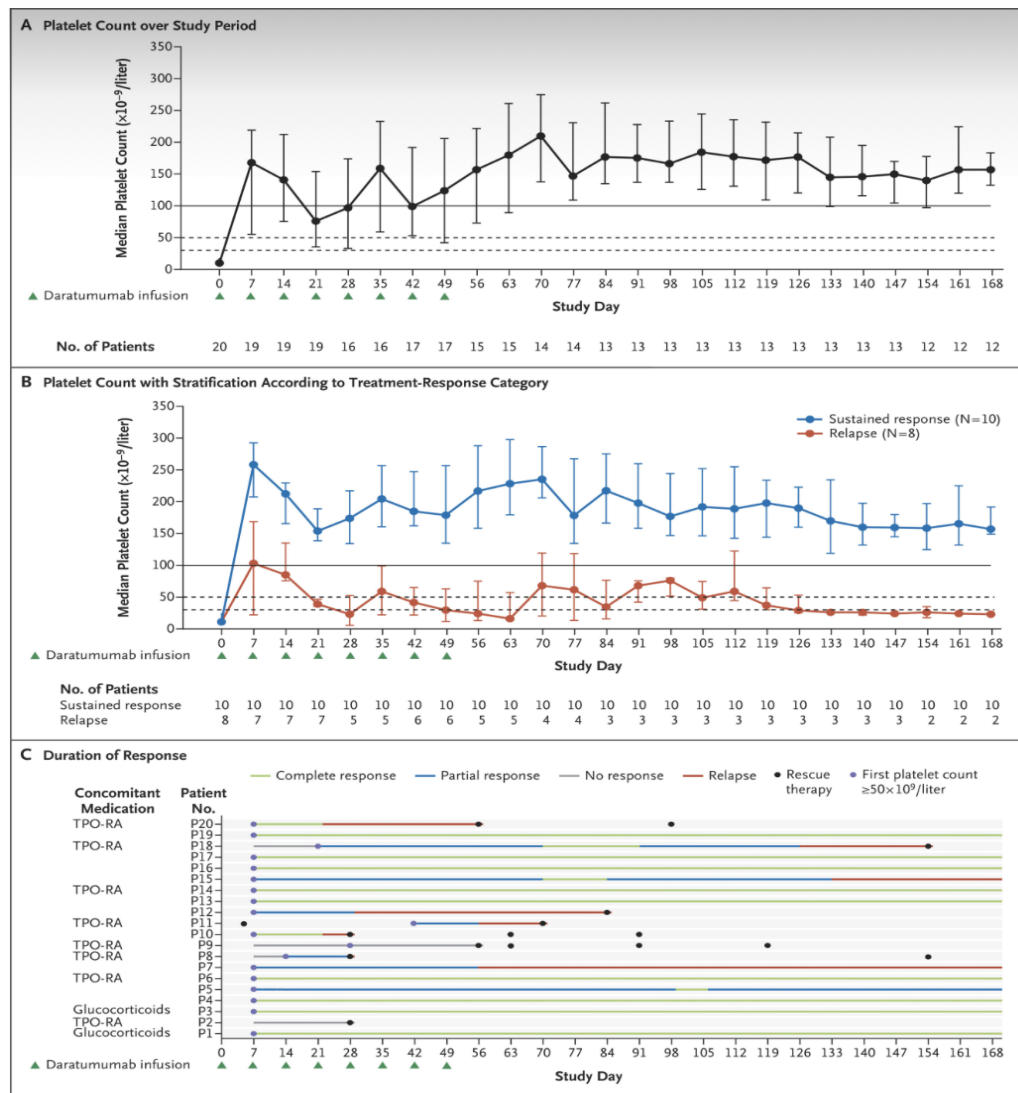 A Platelet Count over Study Period
Median Platelet Count (×10⁻⁹/liter)
350
300
250
200
150
100
50
0
0 7 14 21 28 35 42 49 56 63 70 77 84 91 98 105 112 119 126 133 140 147 154 161 168
▲ Daratumumab infusion
Study Day
No. of Patients 20 19 19 19 16 16 17 17 15 15 14 14 13 13 13 13 13 13 13 13 13 13 12 12 12
B Platelet Count with Stratification According to Treatment-Response Category
Median Platelet Count (×10⁻⁹/liter)
350
300
250
200
150
100
50
0
Sustained response (N=10)
Relapse (N=8)
0 7 14 21 28 35 42 49 56 63 70 77 84 91 98 105 112 119 126 133 140 147 154 161 168
▲ Daratumumab infusion
Study Day
No. of Patients
Sustained response 10 10 10 10 10 10 10 10 10 10 10 10 10 10 10 10 10 10 10 10 10 10 10 10 10
Relapse 8 7 7 7 5 5 6 6 5 5 4 4 3 3 3 3 3 3 3 3 3 3 2 2 2
C Duration of Response
Complete response Partial response No response Relapse Rescue therapy First platelet count ≥50×10⁹/liter
Concomitant Medication Patient No.
TPO-RA P20
P19
TPO-RA P18
P17
P16
P15
TPO-RA P14
P13
P12
TPO-RA P11
P10
TPO-RA P9
TPO-RA P8
P7
TPO-RA P6
P5
P4
Glucocorticoids P3
TPO-RA P2
Glucocorticoids P1
0 7 14 21 28 35 42 49 56 63 70 77 84 91 98 105 112 119 126 133 140 147 154 161 168
▲ Daratumumab infusion
Study Day